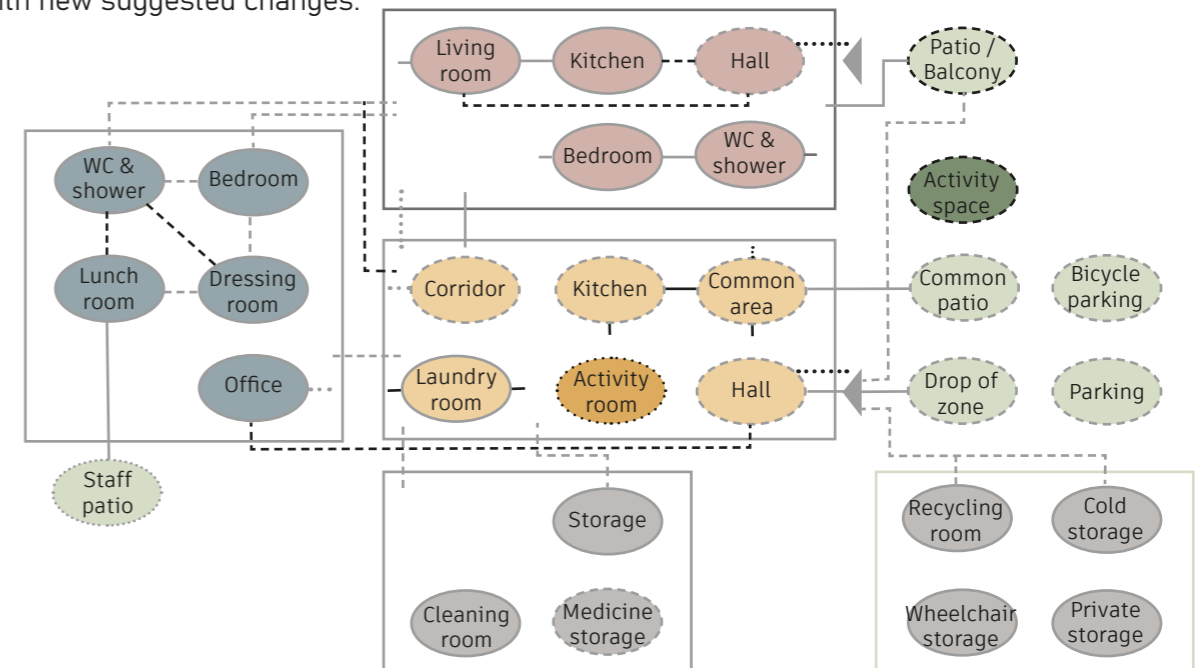 with new suggested changes.
Living
room
Kitchen
Hall
Patio /
Balcony
Bedroom
WC &
shower
WC &
shower
Bedroom
Activity
space
Lunch
room
Dressing
room
Corridor
Kitchen
Common
area
Common
patio
Bicycle
parking
Office
Laundry
room
Activity
room
Hall
Drop of
zone
Parking
Staff
patio
Storage
Recycling
room
Cold
storage
Cleaning
room
Medicine
storage
Wheelchair
storage
Private
storage